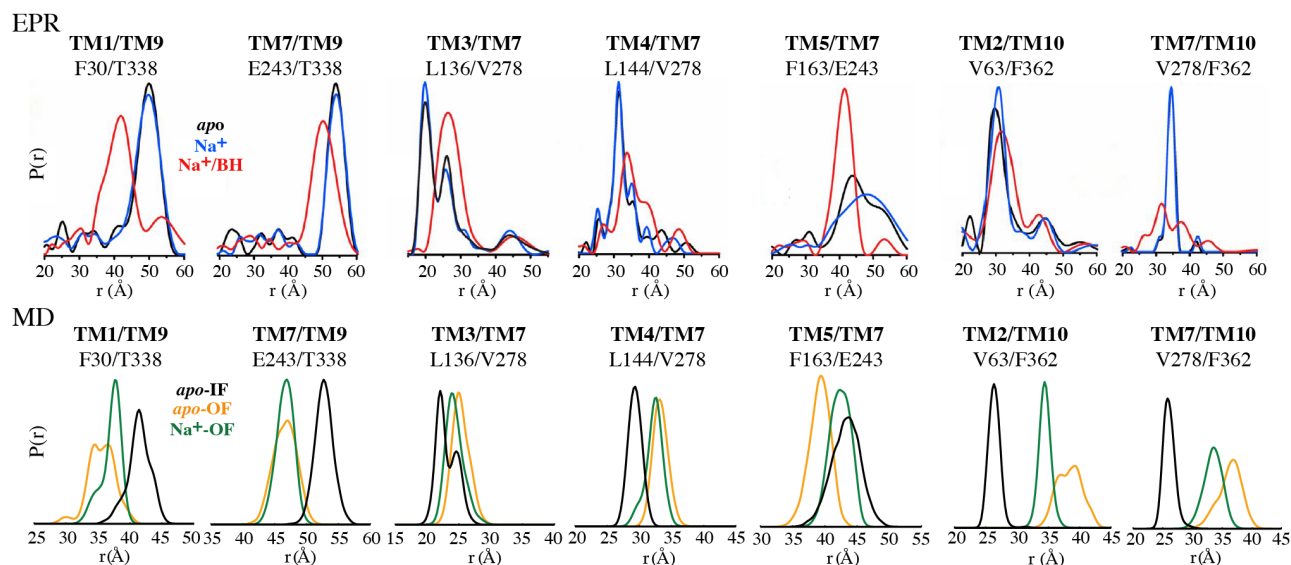 EPR
TM1/TM9 TM7/TM9 TM3/TM7 TM4/TM7 TM5/TM7 TM2/TM10 TM7/TM10
F30/T338 E243/T338 L136/V278 L144/V278 F163/E243 V63/F362 V278/F362
apo
Na⁺
Na⁺/BH
P(r)
20 30 40 50 60 20 30 40 50 60 20 30 40 50 20 30 40 50 60 20 30 40 50 60 20 30 40 50 60 20 30 40 50 60
r (Å) r (Å) r (Å) r (Å) r (Å) r (Å) r (Å)
MD
TM1/TM9 TM7/TM9 TM3/TM7 TM4/TM7 TM5/TM7 TM2/TM10 TM7/TM10
F30/T338 E243/T338 L136/V278 L144/V278 F163/E243 V63/F362 V278/F362
apo-IF
apo-OF
Na⁺-OF
P(r)
25 30 35 40 45 50 35 40 45 50 55 60 15 20 25 30 35 40 20 25 30 35 40 45 30 35 40 45 50 55 20 25 30 35 40 45 20 25 30 35 40 45
r(Å) r(Å) r(Å) r (Å) r (Å) r (Å) r (Å)